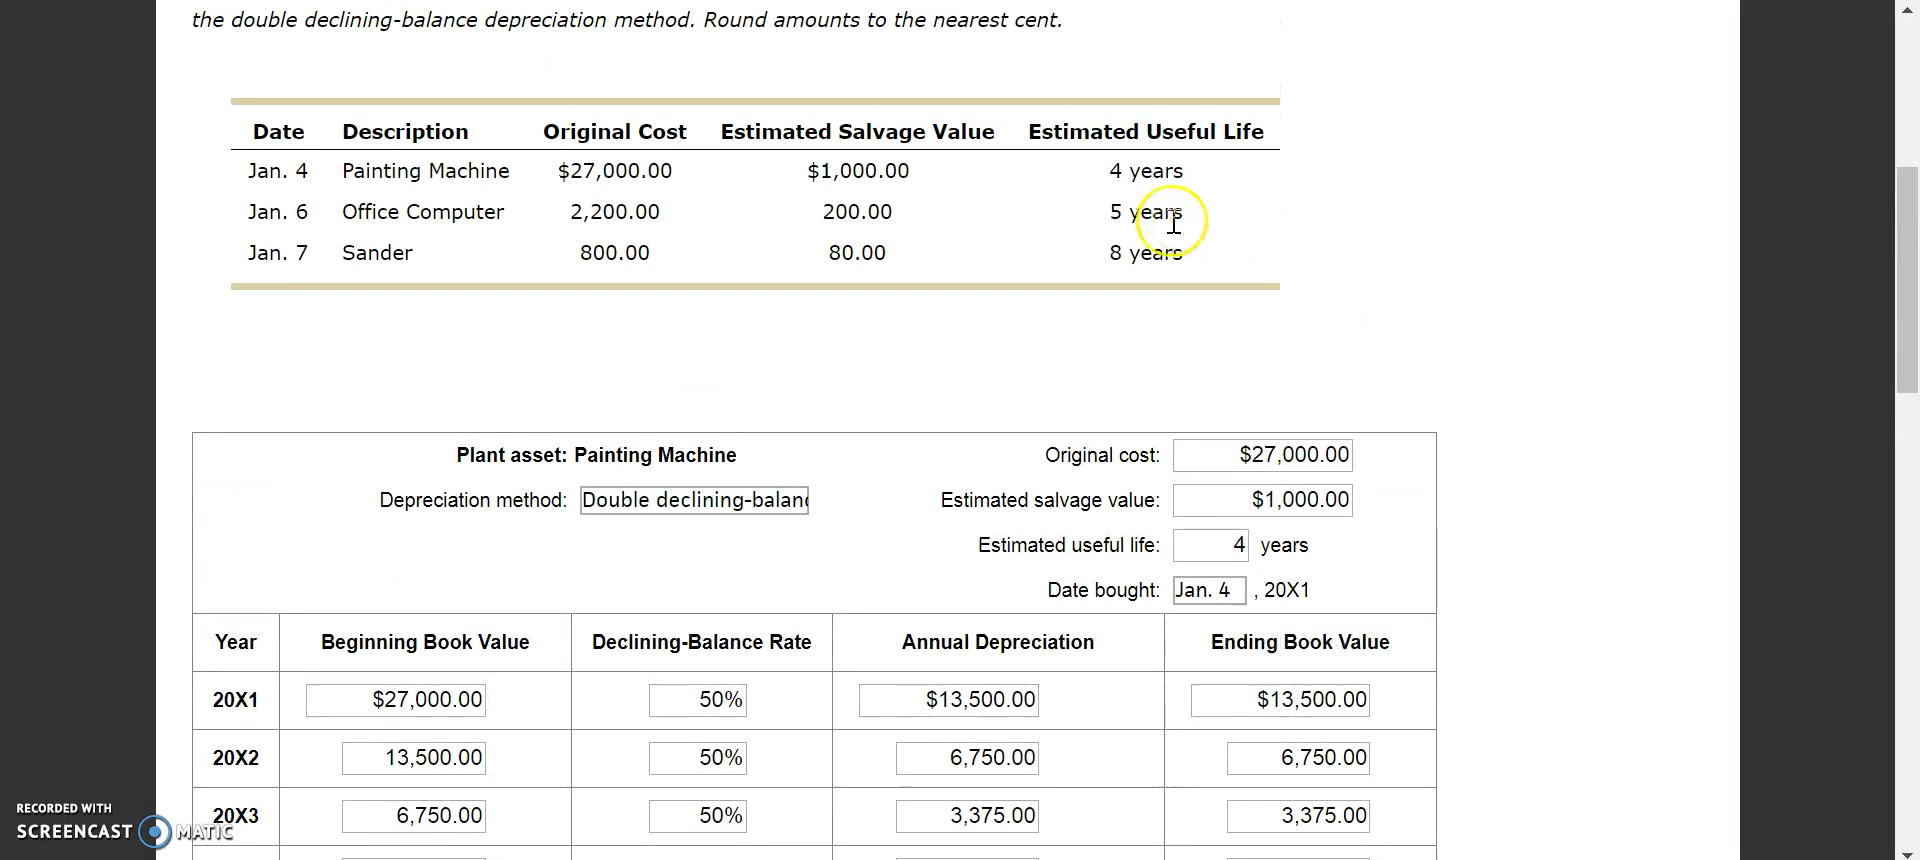 the double declining-balance depreciation method. Round amounts to the nearest cent.
Date Description Original Cost Estimated Salvage Value Estimated Useful Life
Jan. 4 Painting Machine $27,000.00 $1,000.00 4 years
Jan. 6 Office Computer 2,200.00 200.00 5 years
Jan. 7 Sander 800.00 80.00 8 years
Plant asset: Painting Machine Original cost: $27,000.00
Depreciation method: Double declining-balanc Estimated salvage value: $1,000.00
Estimated useful life: 4 years
Date bought: Jan. 4 , 20X1
Year Beginning Book Value Declining-Balance Rate Annual Depreciation Ending Book Value
20X1 $27,000.00 50% $13,500.00 $13,500.00
20X2 13,500.00 50% 6,750.00 6,750.00
20X3 6,750.00 50% 3,375.00 3,375.00
RECORDED WITH
SCREENCAST MATIC